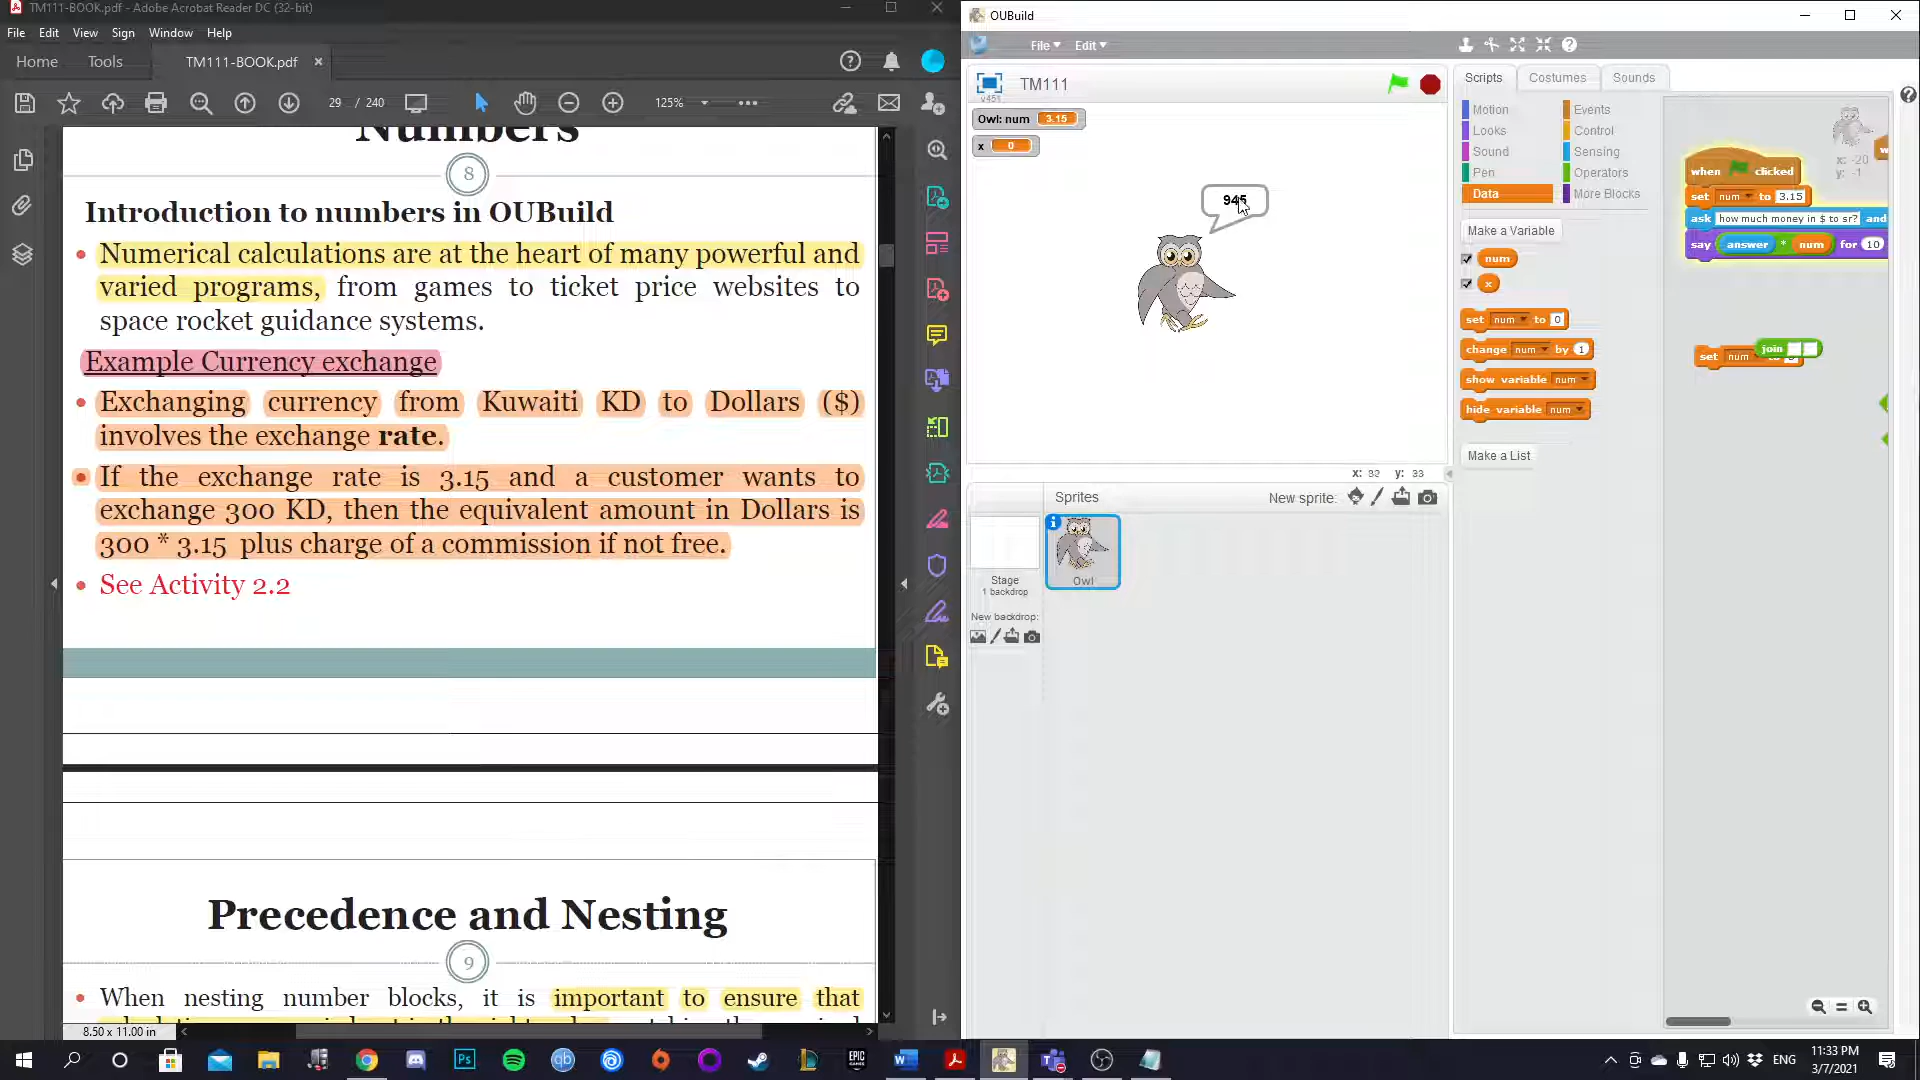 TM111-BOOK.pdf - Adobe Acrobat Reader DC (32-bit)
File Edit View Sign Window Help
Home Tools TM111-BOOK.pdf ×
29 / 240 125%
Numbers
8
Introduction to numbers in OUBuild
• Numerical calculations are at the heart of many powerful and
varied programs, from games to ticket price websites to
space rocket guidance systems.
Example Currency exchange
• Exchanging currency from Kuwaiti KD to Dollars ($)
involves the exchange rate.
• If the exchange rate is 3.15 and a customer wants to
exchange 300 KD, then the equivalent amount in Dollars is
300 * 3.15 plus charge of a commission if not free.
• See Activity 2.2
Precedence and Nesting
9
• When nesting number blocks, it is important to ensure that
8.50 x 11.00 in
OUBuild
File Edit
TM111
v451
Owl: num 3.15
x 0
945
x: 32 y: 33
Sprites New sprite:
Stage
1 backdrop
New backdrop:
Owl
Scripts Costumes Sounds
Motion Events
Looks Control
Sound Sensing
Pen Operators
Data More Blocks
Make a Variable
num
x
set num to 0
change num by 1
show variable num
hide variable num
Make a List
x: -20
y: -1
when clicked
set num to 3.15
ask how much money in $ to sr? and
say answer * num for 10
set num join
ENG
11:33 PM
3/7/2021